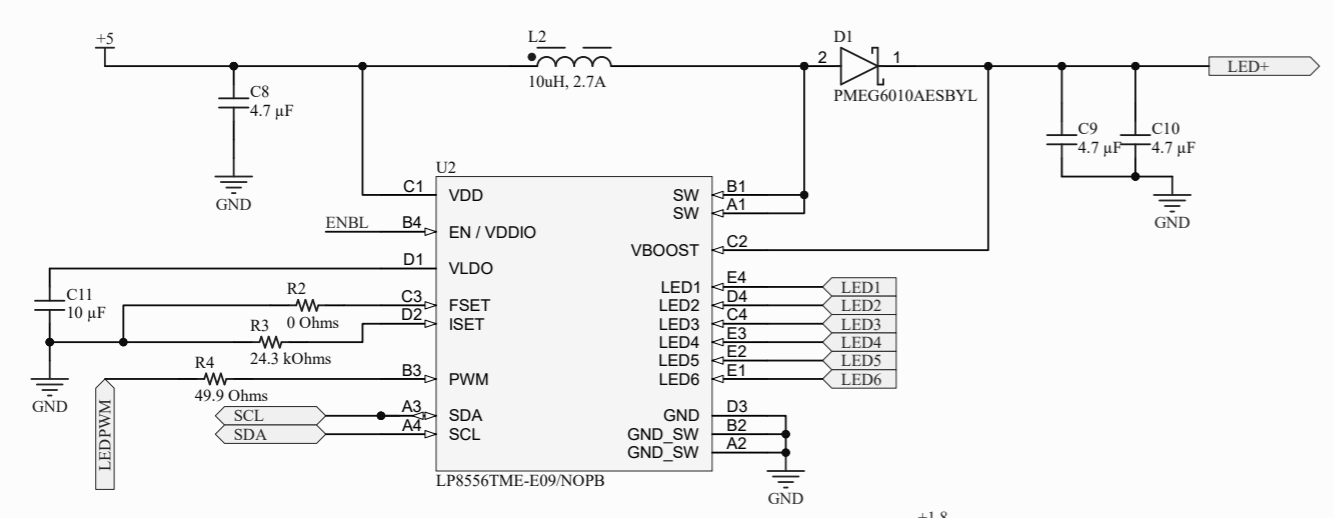 +5
L2
10uH, 2.7A
D1
2
1
PMEG6010AESBYL
LED+
C8
4.7 µF
GND
C9
4.7 µF
C10
4.7 µF
GND
U2
C1
VDD
SW
B1
SW
A1
ENBL
B4
EN / VDDIO
VBOOST
C2
D1
VLDO
C11
10 µF
GND
R2
0 Ohms
C3
FSET
R3
24.3 kOhms
D2
ISET
R4
49.9 Ohms
B3
PWM
LEDPWM
SCL
A3
SDA
SDA
A4
SCL
LED1
E4
LED1
LED2
D4
LED2
LED3
C4
LED3
LED4
E3
LED4
LED5
E2
LED5
LED6
E1
LED6
GND
D3
GND_SW
B2
GND_SW
A2
GND
LP8556TME-E09/NOPB
+1.8